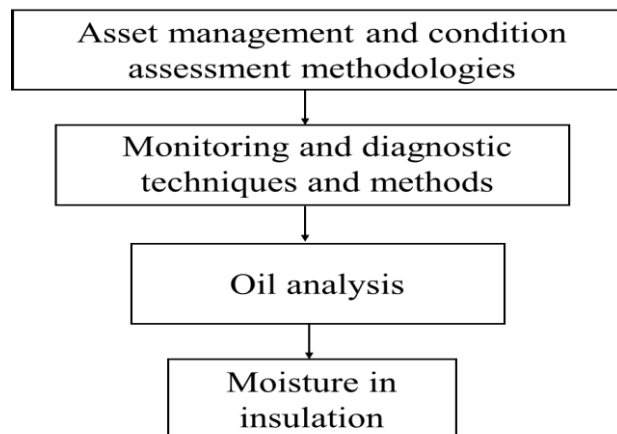 Asset management and condition
assessment methodologies
Monitoring and diagnostic
techniques and methods
Oil analysis
Moisture in
insulation